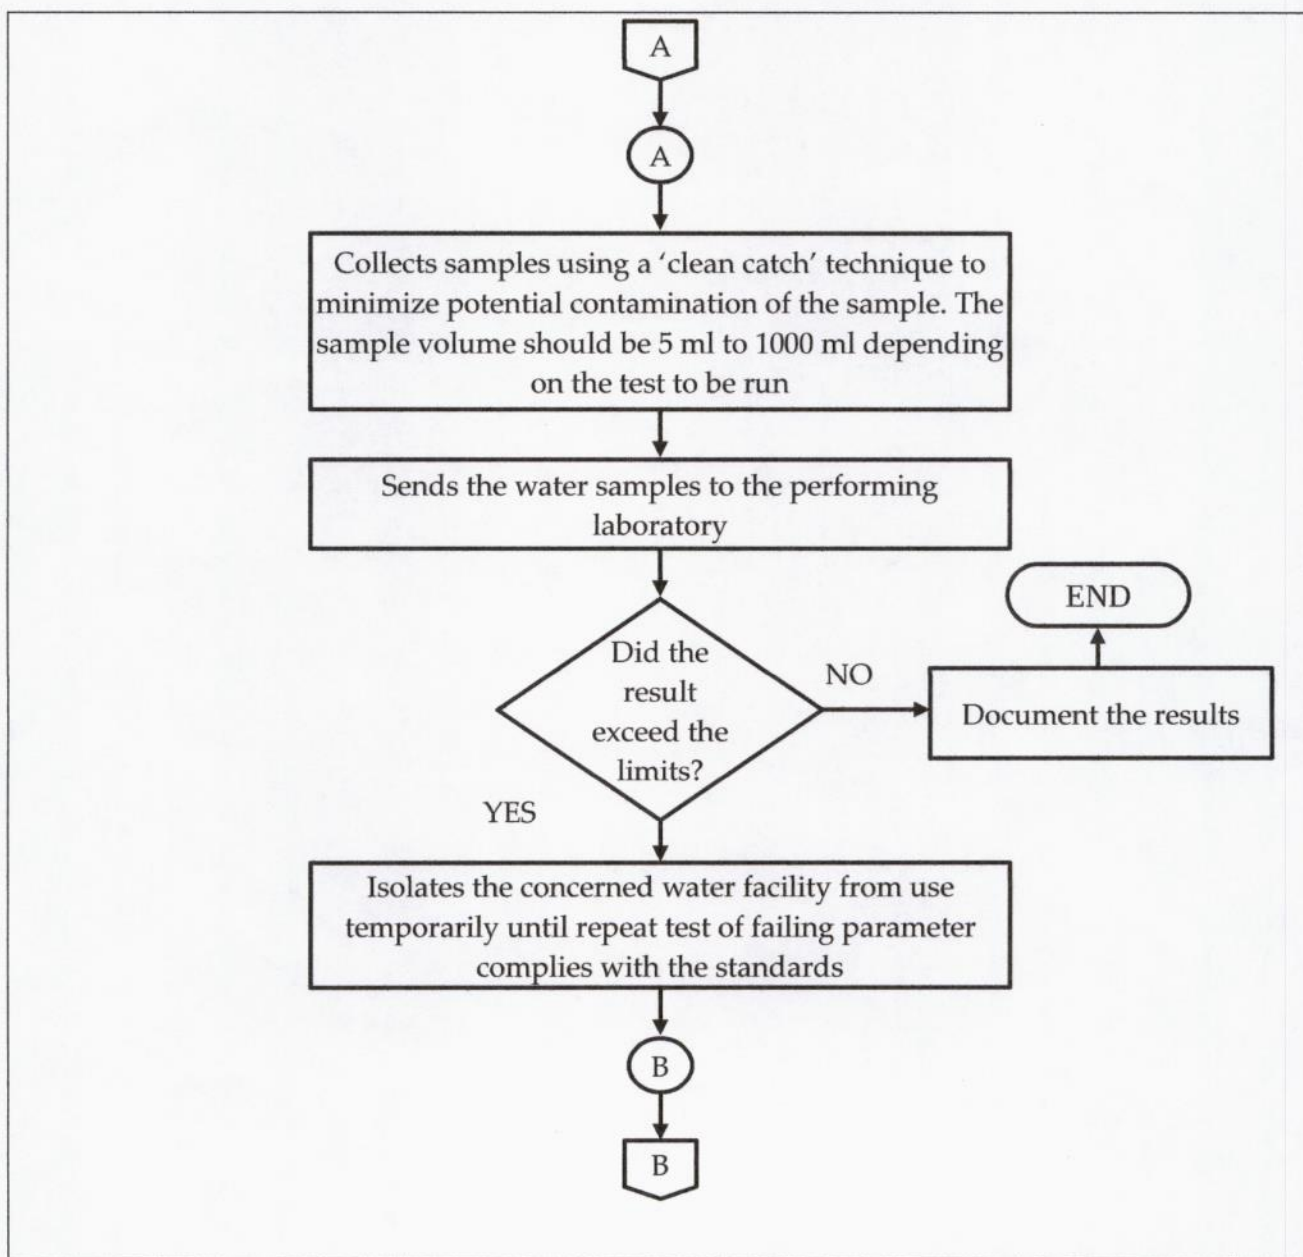 A
A
Collects samples using a ‘clean catch’ technique to
minimize potential contamination of the sample. The
sample volume should be 5 ml to 1000 ml depending
on the test to be run
Sends the water samples to the performing
laboratory
Did the
result
exceed the
limits?
NO
Document the results
END
YES
Isolates the concerned water facility from use
temporarily until repeat test of failing parameter
complies with the standards
B
B